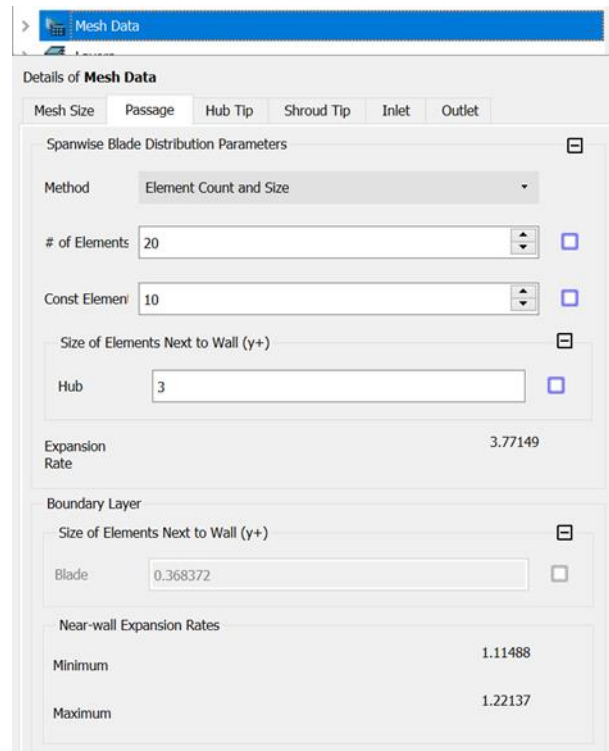 Mesh Data
Details of Mesh Data
Mesh Size Passage Hub Tip Shroud Tip Inlet Outlet
Spanwise Blade Distribution Parameters
Method Element Count and Size
# of Elements 20
Const Element 10
Size of Elements Next to Wall (y+)
Hub 3
Expansion Rate 3.77149
Boundary Layer
Size of Elements Next to Wall (y+)
Blade 0.368372
Near-wall Expansion Rates
Minimum 1.11488
Maximum 1.22137